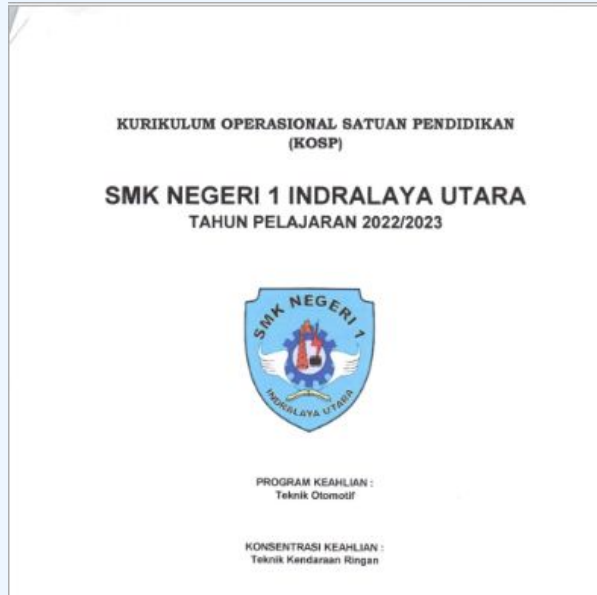 KURIKULUM OPERASIONAL SATUAN PENDIDIKAN
(KOSP)
SMK NEGERI 1 INDRALAYA UTARA
TAHUN PELAJARAN 2022/2023
SMK NEGERI 1
INDRALAYA UTARA
PROGRAM KEAHLIAN :
Teknik Otomotif
KONSENTRASI KEAHLIAN :
Teknik Kendaraan Ringan